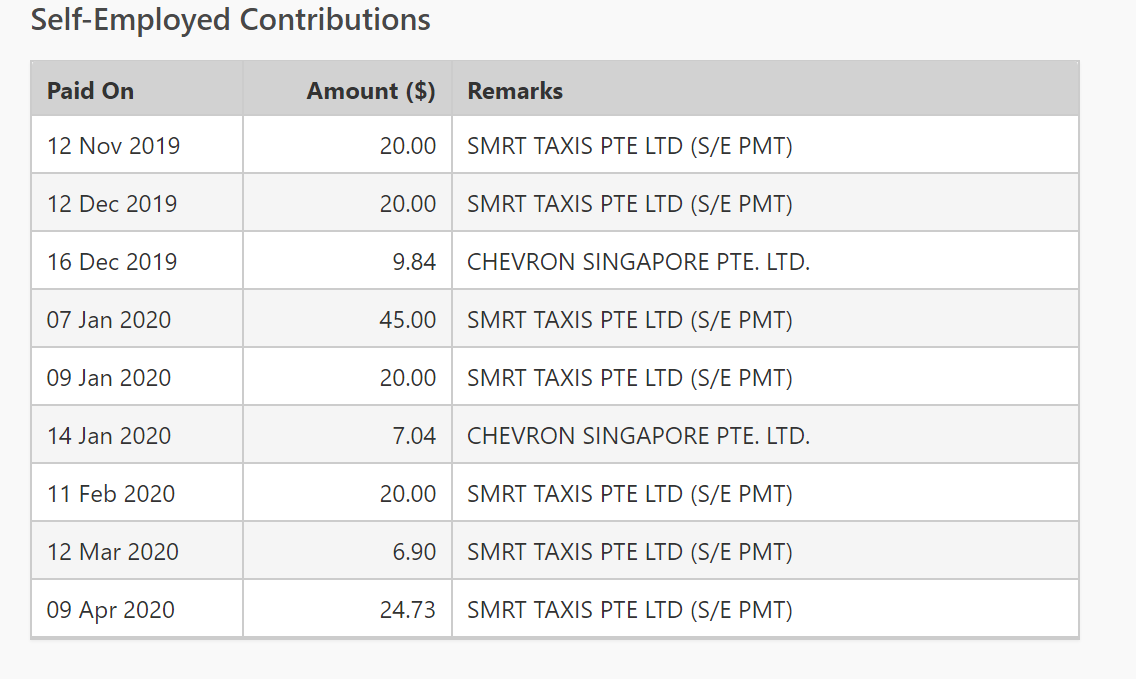 Self-Employed Contributions
Paid On Amount ($) Remarks
12 Nov 2019 20.00 SMRT TAXIS PTE LTD (S/E PMT)
12 Dec 2019 20.00 SMRT TAXIS PTE LTD (S/E PMT)
16 Dec 2019 9.84 CHEVRON SINGAPORE PTE. LTD.
07 Jan 2020 45.00 SMRT TAXIS PTE LTD (S/E PMT)
09 Jan 2020 20.00 SMRT TAXIS PTE LTD (S/E PMT)
14 Jan 2020 7.04 CHEVRON SINGAPORE PTE. LTD.
11 Feb 2020 20.00 SMRT TAXIS PTE LTD (S/E PMT)
12 Mar 2020 6.90 SMRT TAXIS PTE LTD (S/E PMT)
09 Apr 2020 24.73 SMRT TAXIS PTE LTD (S/E PMT)